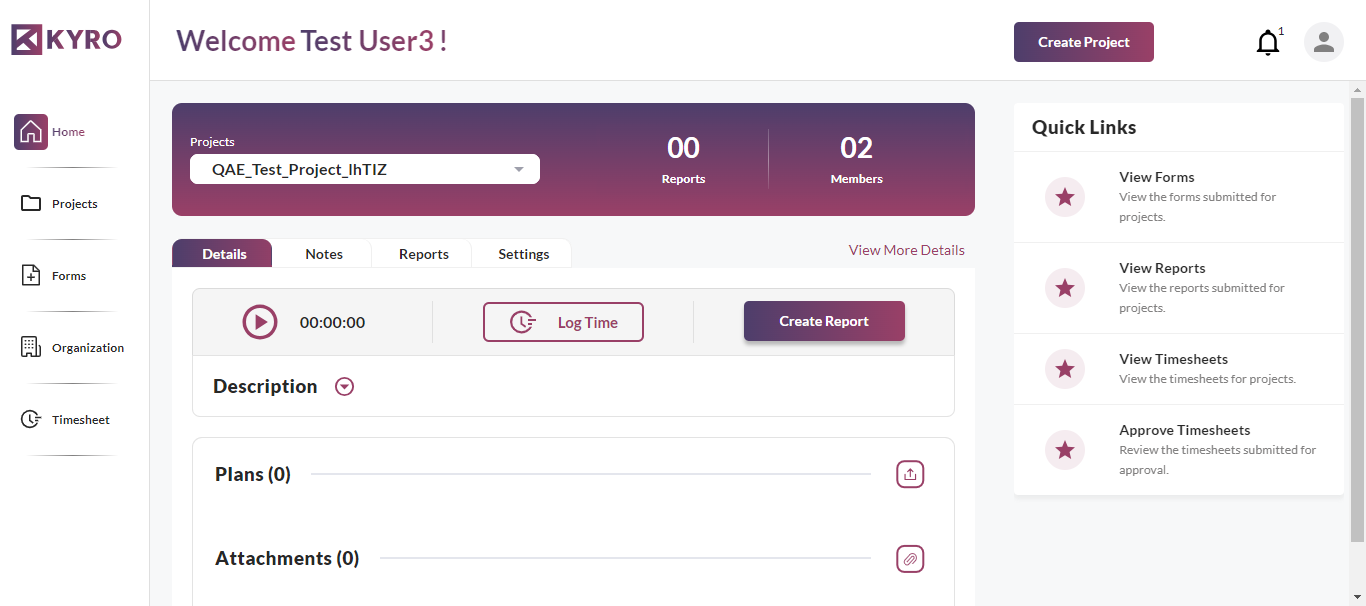 KYRO
Welcome Test User3 !
Create Project
1
Home
Projects
Forms
Organization
Timesheet
Projects
QAE_Test_Project_lhTIZ
00
Reports
02
Members
Details
Notes
Reports
Settings
View More Details
00:00:00
Log Time
Create Report
Description
Plans (0)
Attachments (0)
Quick Links
View Forms
View the forms submitted for
projects.
View Reports
View the reports submitted for
projects.
View Timesheets
View the timesheets for projects.
Approve Timesheets
Review the timesheets submitted for
approval.